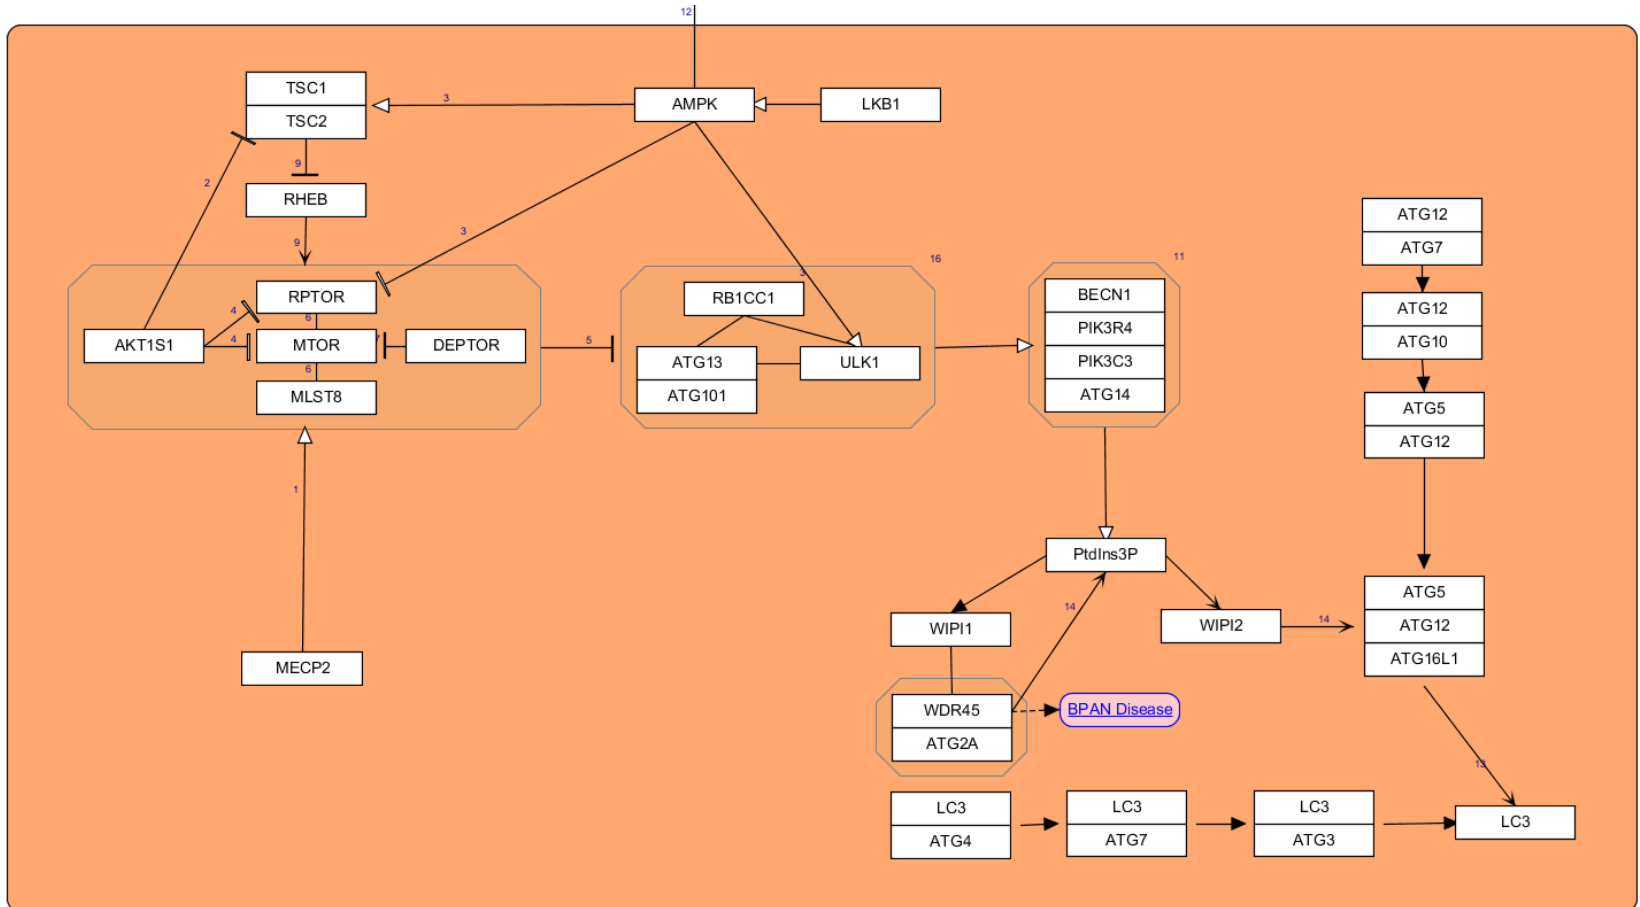 12
TSC1
TSC2
3
AMPK
LKB1
9
2
RHEB
9
3
ATG12
ATG7
16
11
3
RPTOR
RB1CC1
BECN1
ATG12
4
6
PIK3R4
AKT1S1
4
MTOR
DEPTOR
5
ATG13
ULK1
PIK3C3
ATG10
6
MLST8
ATG101
ATG14
ATG5
ATG12
1
PtdIns3P
14
ATG5
WIPI1
WIPI2
14
ATG12
ATG16L1
MECP2
WDR45
BPAN Disease
ATG2A
13
LC3
LC3
LC3
LC3
ATG4
ATG7
ATG3